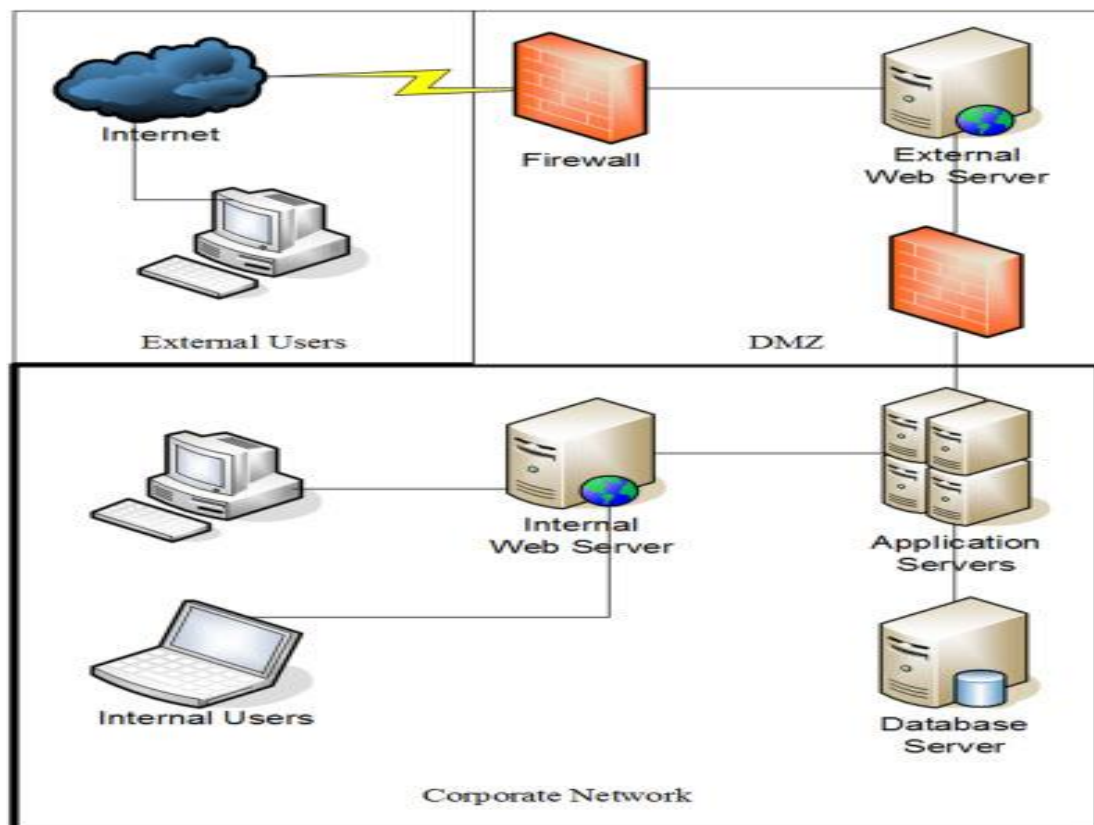 Internet
Firewall
External
Web Server
External Users
DMZ
Internal
Web Server
Application
Servers
Internal Users
Database
Server
Corporate Network